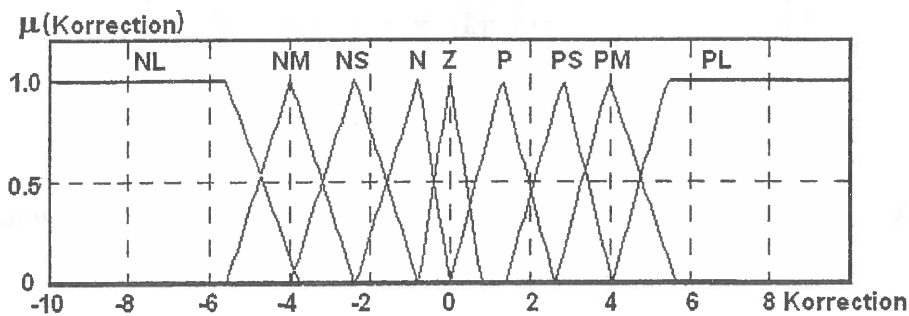 μ(Korrection)
NL NM NS N Z P PS PM PL
1.0
0.5
0
-10 -8 -6 -4 -2 0 2 4 6 8 Korrection